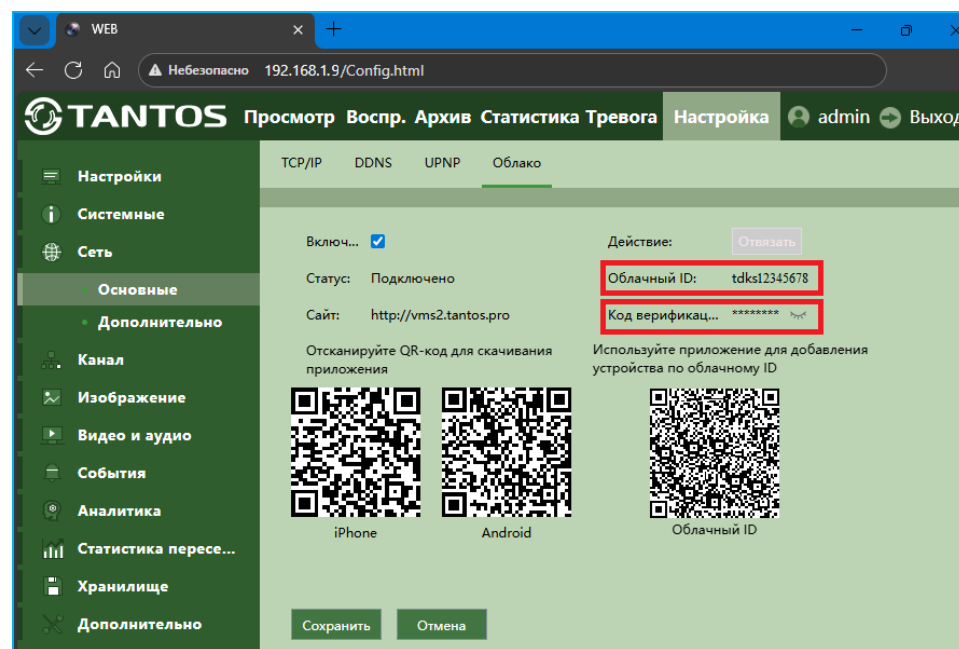 WEB
Небезопасно 192.168.1.9/Config.html
TANTOS Просмотр Воспр. Архив Статистика Тревога Настройка admin Выход
TCP/IP DDNS UPNP Облако
Настройки
Системные
Сеть
Основные
Дополнительно
Канал
Изображение
Видео и аудио
События
Аналитика
Статистика пересе...
Хранилище
Дополнительно
Включ... Действие: Отвязать
Статус: Подключено Облачный ID: tdks12345678
Сайт: http://vms2.tantos.pro Код верификац... ********
Отсканируйте QR-код для скачивания
приложения
Используйте приложение для добавления
устройства по облачному ID
iPhone Android Облачный ID
Сохранить Отмена